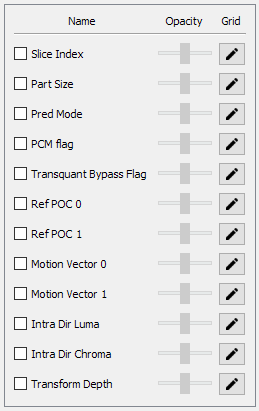 Name Opacity Grid
Slice Index
Part Size
Pred Mode
PCM flag
Transquant Bypass Flag
Ref POC 0
Ref POC 1
Motion Vector 0
Motion Vector 1
Intra Dir Luma
Intra Dir Chroma
Transform Depth